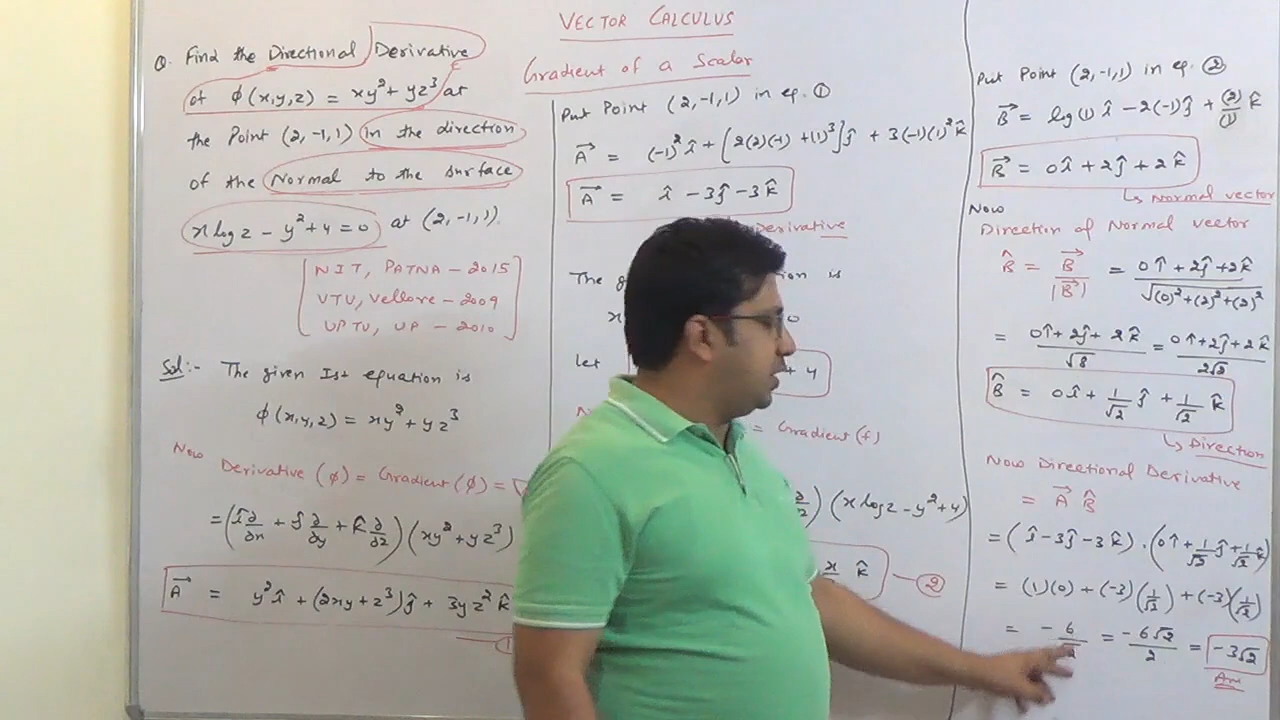 VECTOR CALCULUS
Gradient of a Scalar
Q. Find the Directional Derivative
of φ(x,y,z) = xy²+ yz³ at
the Point (2,-1,1) in the direction
of the Normal to the surface
x log z - y²+4 = 0 at (2,-1,1).
[NIT, PATNA - 2015
VTU, Vellore - 2009
UPTU, UP - 2010]
Sol:- The given Ist equation is
φ(x,y,z) = xy²+ yz³
Now Derivative (φ) = Gradient (φ) =
= (î ∂/∂x + ĵ ∂/∂y + k̂ ∂/∂z) (xy²+ yz³)
A⃗ = y² î + (2xy+z³) ĵ + 3yz² k̂
Put Point (2,-1,1) in eq. ①
A⃗ = (-1)² î + [2(2)(-1) + (1)³] ĵ + 3(-1)(1)² k̂
A⃗ = î - 3ĵ - 3k̂
Derivative
The is
x 0
Let + 4
= Gradient (f)
) (x log z - y²+4)
x/z k̂ — ②
Put Point (2,-1,1) in eq. ②
B⃗ = log(1) î - 2(-1) ĵ + (2)/(1) k̂
B⃗ = 0î + 2ĵ + 2k̂
↳ Normal vector
Now
Direction of Normal vector
B̂ = B⃗/|B⃗| = 0î + 2ĵ + 2k̂/√(0)²+(2)²+(2)²
= 0î + 2ĵ + 2k̂/√8 = 0î + 2ĵ + 2k̂/2√2
B̂ = 0î + 1/√2 ĵ + 1/√2 k̂
↳ Direction
Now Directional Derivative
= A⃗ B̂
= (î - 3ĵ - 3k̂) . (0î + 1/√2 ĵ + 1/√2 k̂)
= (1)(0) + (-3)(1/√2) + (-3)(1/√2)
= -6/√2 = -6√2/2 = -3√2
Ans